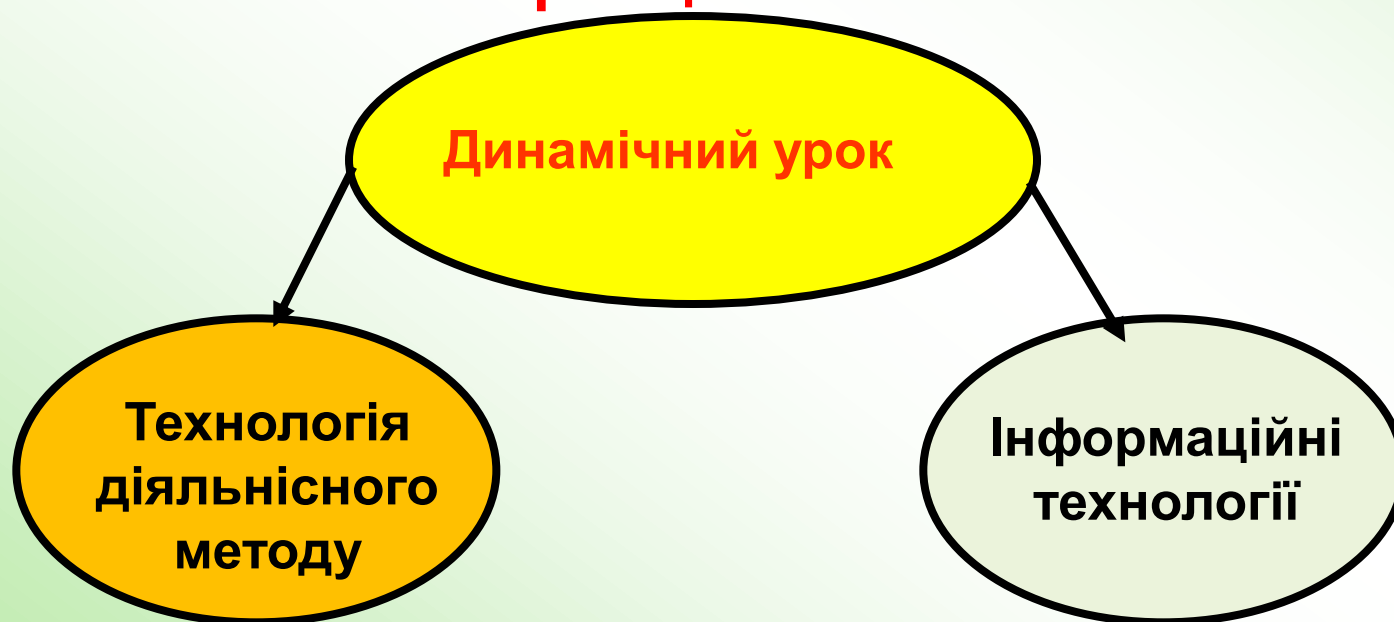 Динамічний урок
Технологія
діяльнісного
методу
Інформаційні
технології